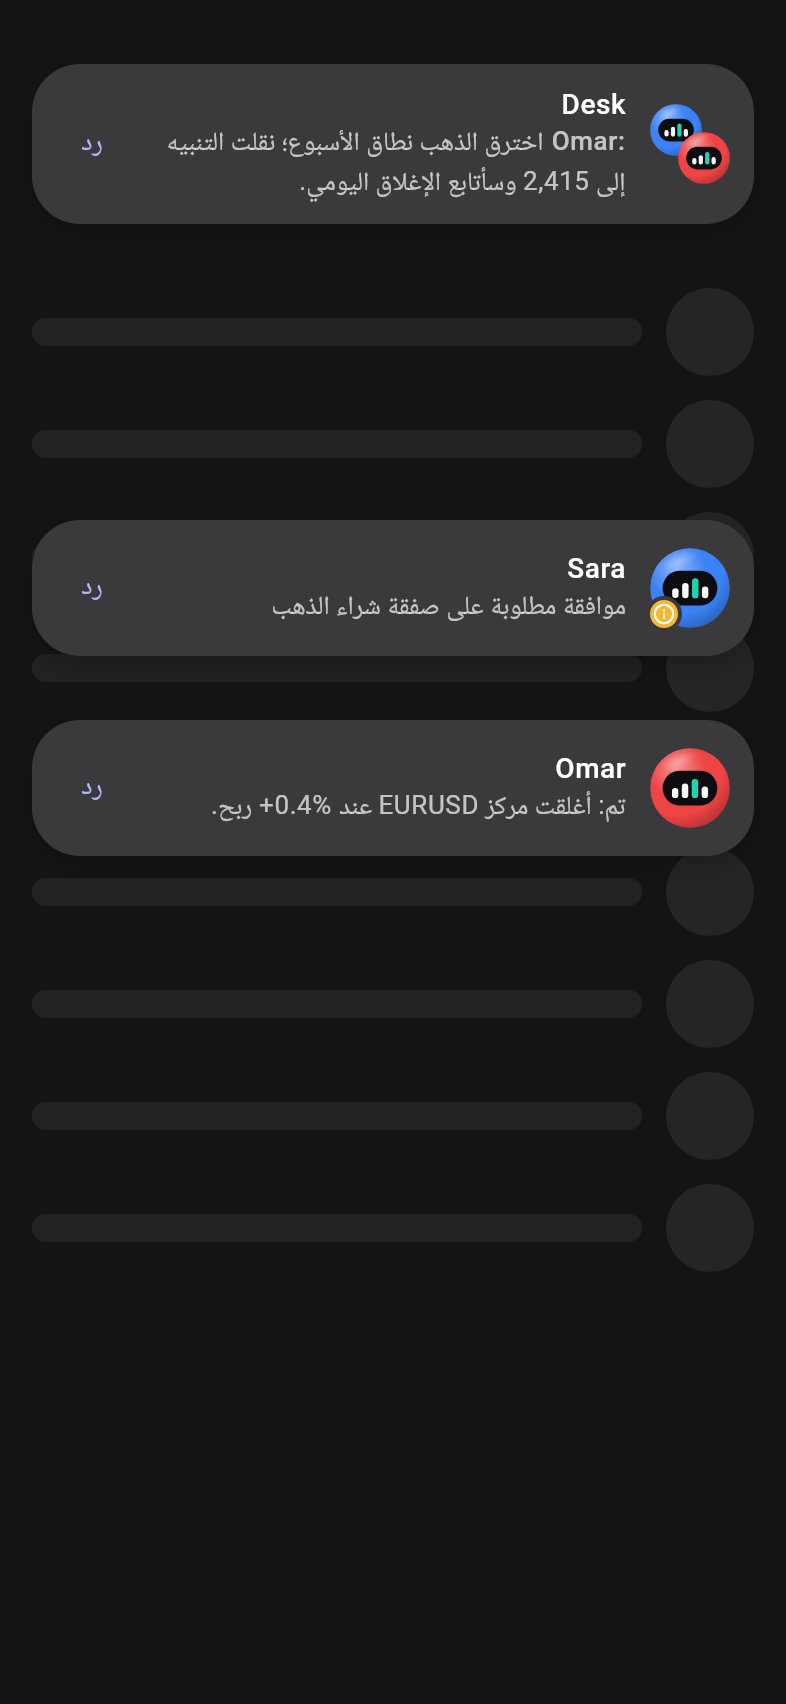 Desk
Omar: اخترق الذهب نطاق الأسبوع؛ نقلت التنبيه
إلى 2,415 وسأتابع الإغلاق اليومي.
رد
Sara
موافقة مطلوبة على صفقة شراء الذهب
رد
Omar
تم: أغلقت مركز EURUSD عند +0.4% ربح.
رد